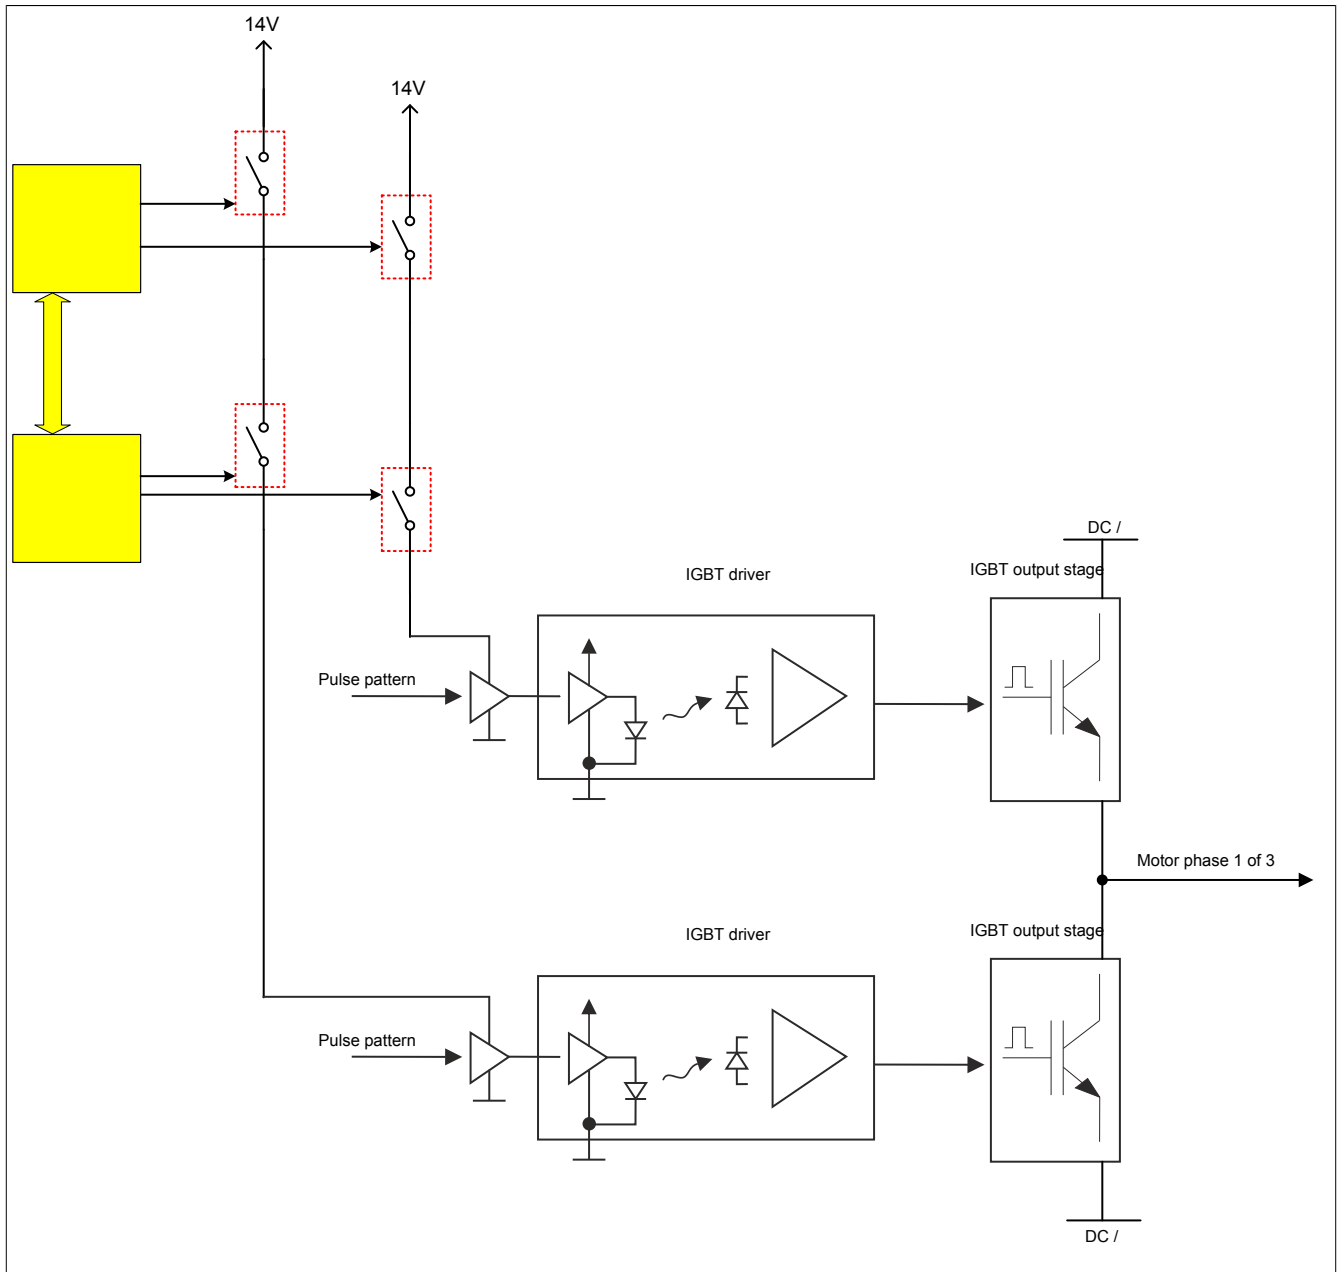 14V
14V
DC /
IGBT driver
IGBT output stage
Pulse pattern
Motor phase 1 of 3
IGBT driver
IGBT output stage
Pulse pattern
DC /